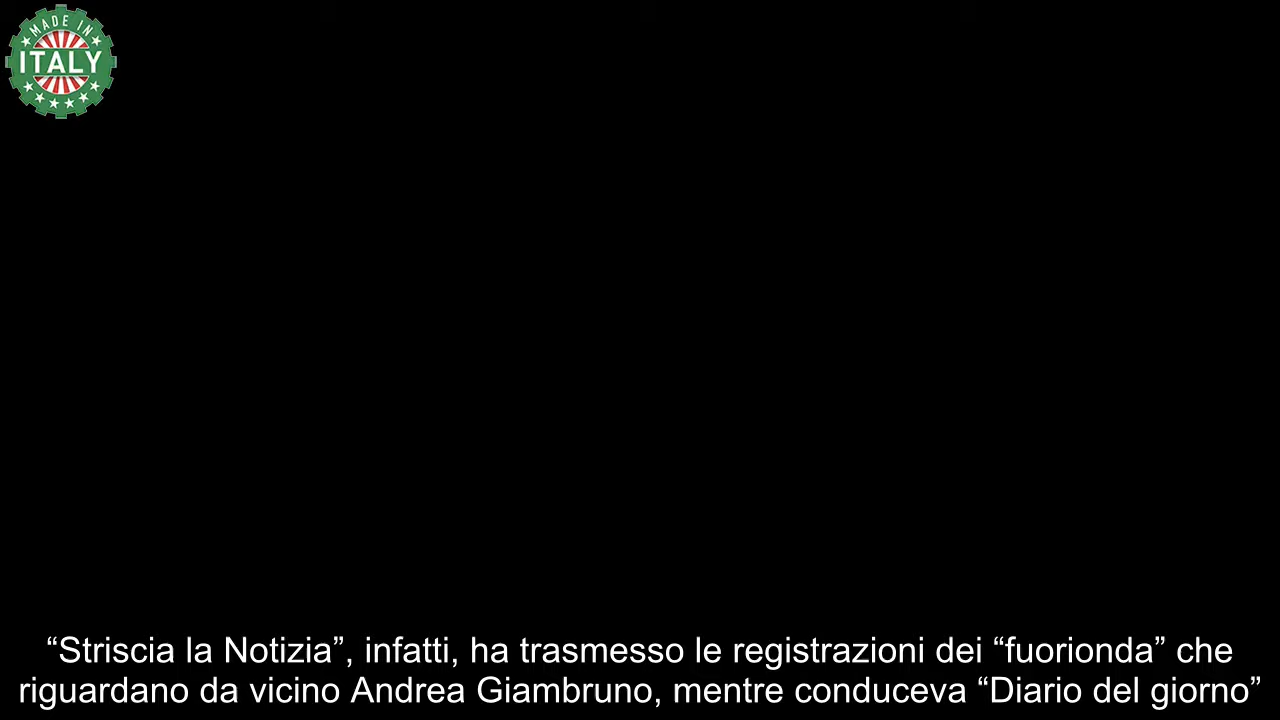 MADE IN
ITALY
“Striscia la Notizia”, infatti, ha trasmesso le registrazioni dei “fuorionda” che
riguardano da vicino Andrea Giambruno, mentre conduceva “Diario del giorno”